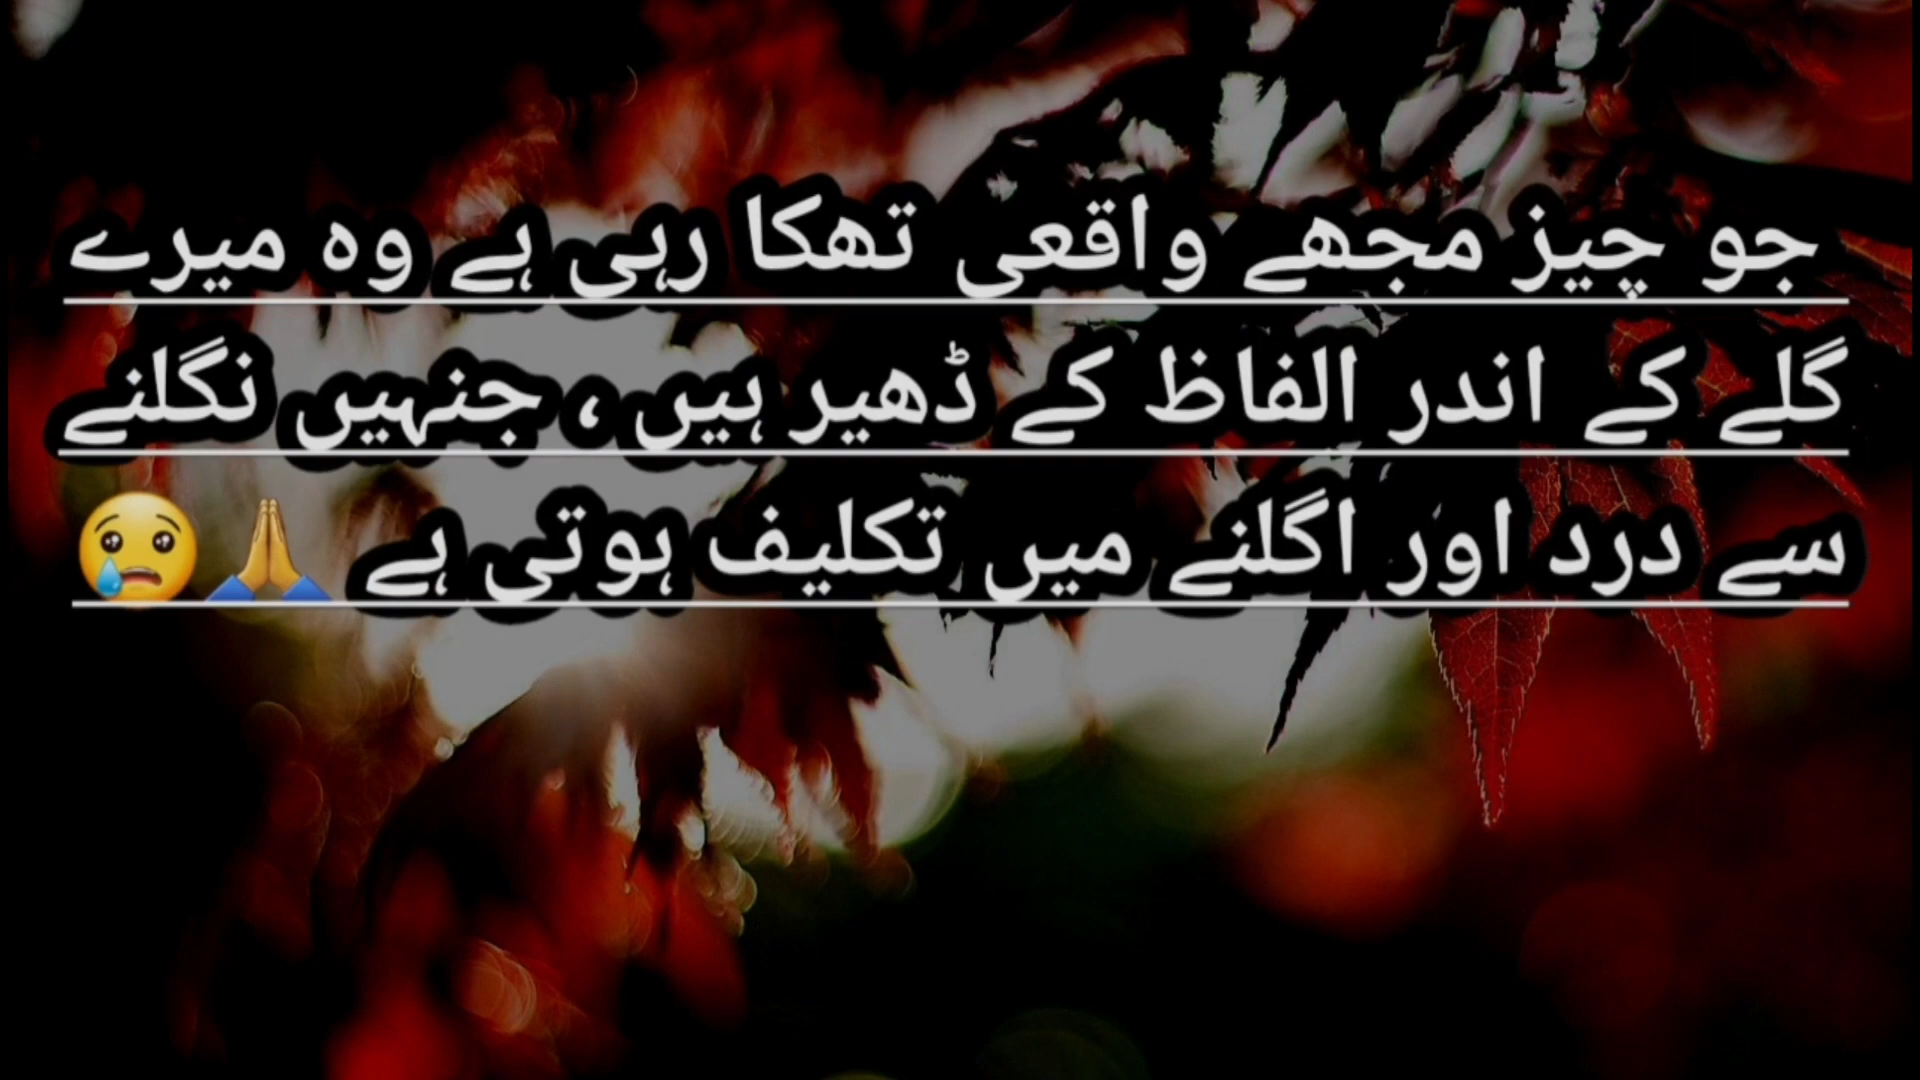 جو چیز مجھے واقعی تھکا رہی ہے وہ میرے
گلے کے اندر الفاظ کے ڈھیر ہیں ، جنہیں نگلنے
سے درد اور اگلنے میں تکلیف ہوتی ہے 🙏😢